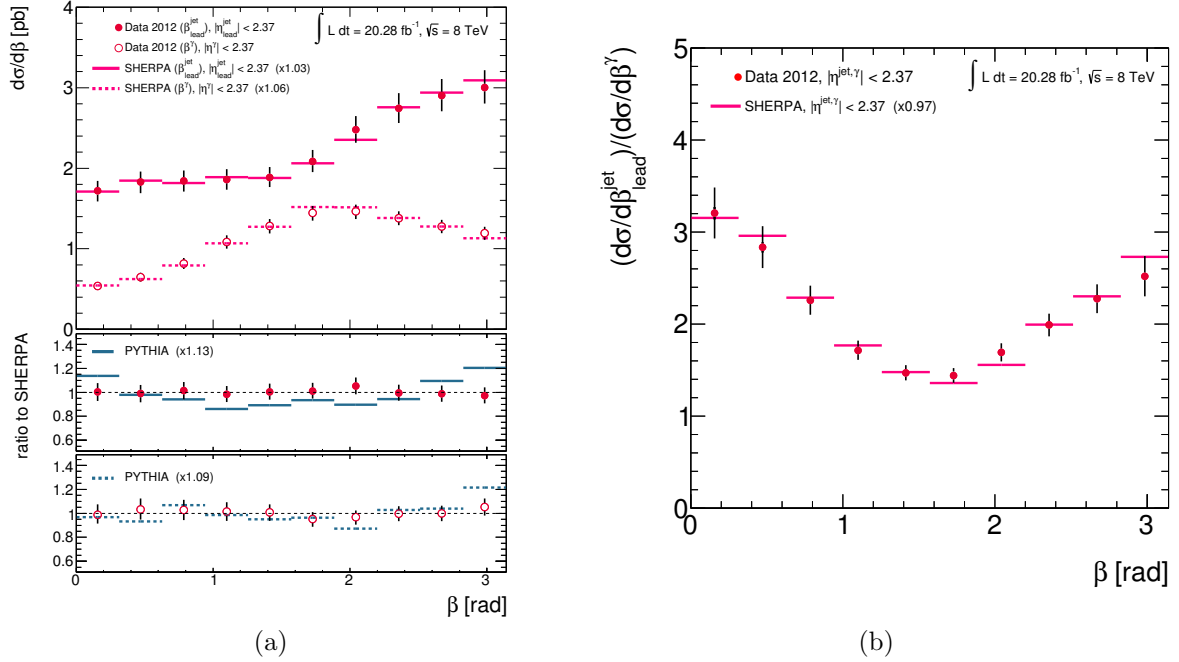 dσ/dβ [pb]
4
3
2
1
0
Data 2012 (β^jet_lead), |η^jet_lead| < 2.37
Data 2012 (β^γ), |η^γ| < 2.37
SHERPA (β^jet_lead), |η^jet_lead| < 2.37 (x1.03)
SHERPA (β^γ), |η^γ| < 2.37 (x1.06)
∫ L dt = 20.28 fb⁻¹, √s = 8 TeV
ratio to SHERPA
1.4
1.2
1
0.8
0.6
PYTHIA (x1.13)
1.4
1.2
1
0.8
0.6
PYTHIA (x1.09)
0 1 2 3
β [rad]
(a)
(dσ/dβ^jet_lead)/(dσ/dβ^γ)
5
4
3
2
1
0
Data 2012, |η^jet,γ| < 2.37
SHERPA, |η^jet,γ| < 2.37 (x0.97)
∫ L dt = 20.28 fb⁻¹, √s = 8 TeV
0 1 2 3
β [rad]
(b)